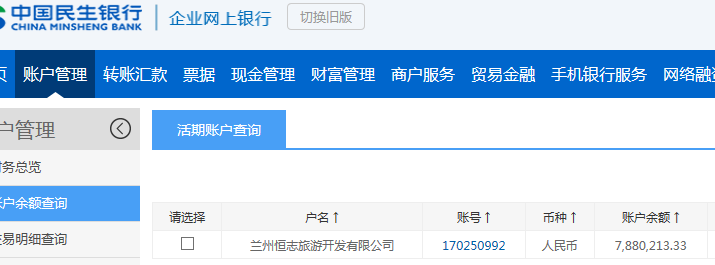 中国民生银行 企业网上银行 切换旧版
CHINA MINSHENG BANK
页 账户管理 转账汇款 票据 现金管理 财富管理 商户服务 贸易金融 手机银行服务 网络融
户管理 活期账户查询
财务总览
账户余额查询
请选择 户名↑ 账号↑ 币种↑ 账户余额↑
交易明细查询
兰州恒志旅游开发有限公司 170250992 人民币 7,880,213.33